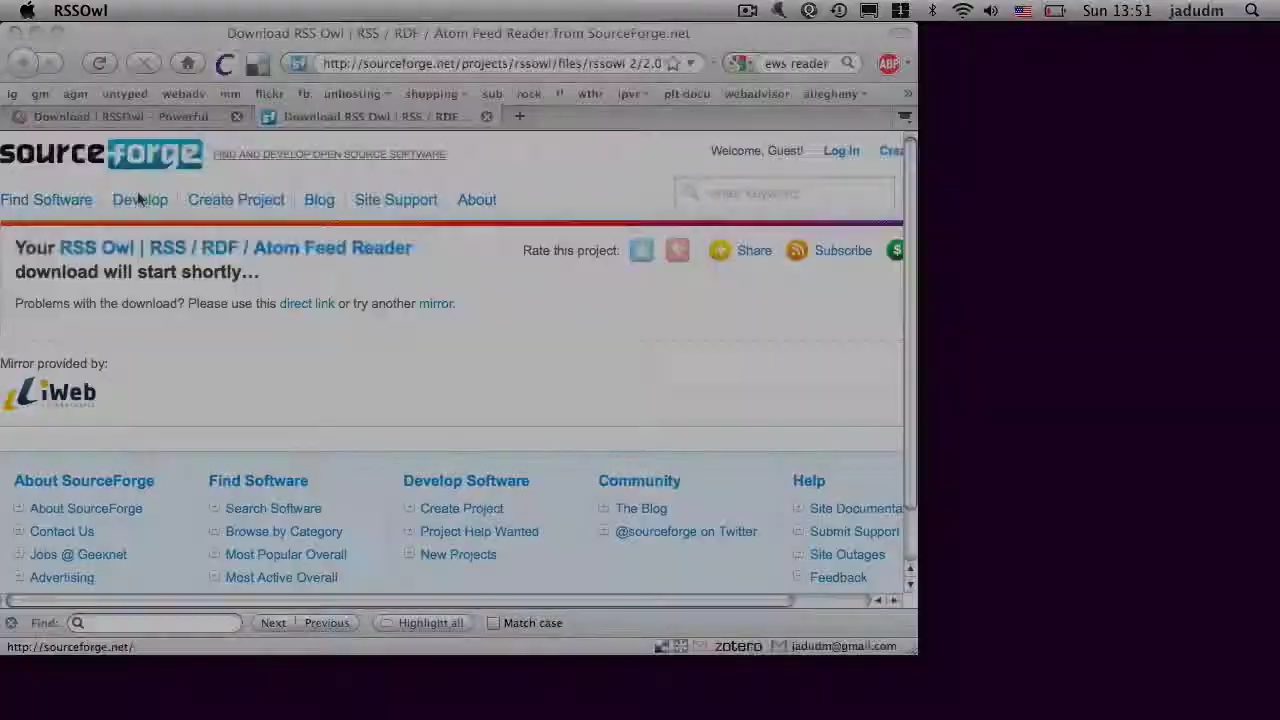 RSSOwl Sun 13:51 jadudm
Download RSS Owl | RSS / RDF / Atom Feed Reader from SourceForge.net
http://sourceforge.net/projects/rssowl/files/rssowl 2/2.0 ews reader ABP
ig gm agm untyped webadv mm flickr fb unhosting shopping sub rock wthr ipvr plt-docu webadvisor allegheny »
Download | RSSOwl - Powerful Download RSS Owl | RSS / RDF ...
sourceforge FIND AND DEVELOP OPEN SOURCE SOFTWARE Welcome, Guest! Log In Crea
Find Software Develop Create Project Blog Site Support About enter keyword
Your RSS Owl | RSS / RDF / Atom Feed Reader Rate this project: Share Subscribe $
download will start shortly...
Problems with the download? Please use this direct link or try another mirror.
Mirror provided by:
iWeb
About SourceForge Find Software Develop Software Community Help
About SourceForge Search Software Create Project The Blog Site Documenta
Contact Us Browse by Category Project Help Wanted @sourceforge on Twitter Submit Support
Jobs @ Geeknet Most Popular Overall New Projects Site Outages
Advertising Most Active Overall Feedback
Find: Next Previous Highlight all Match case
http://sourceforge.net/ zotero jadudm@gmail.com